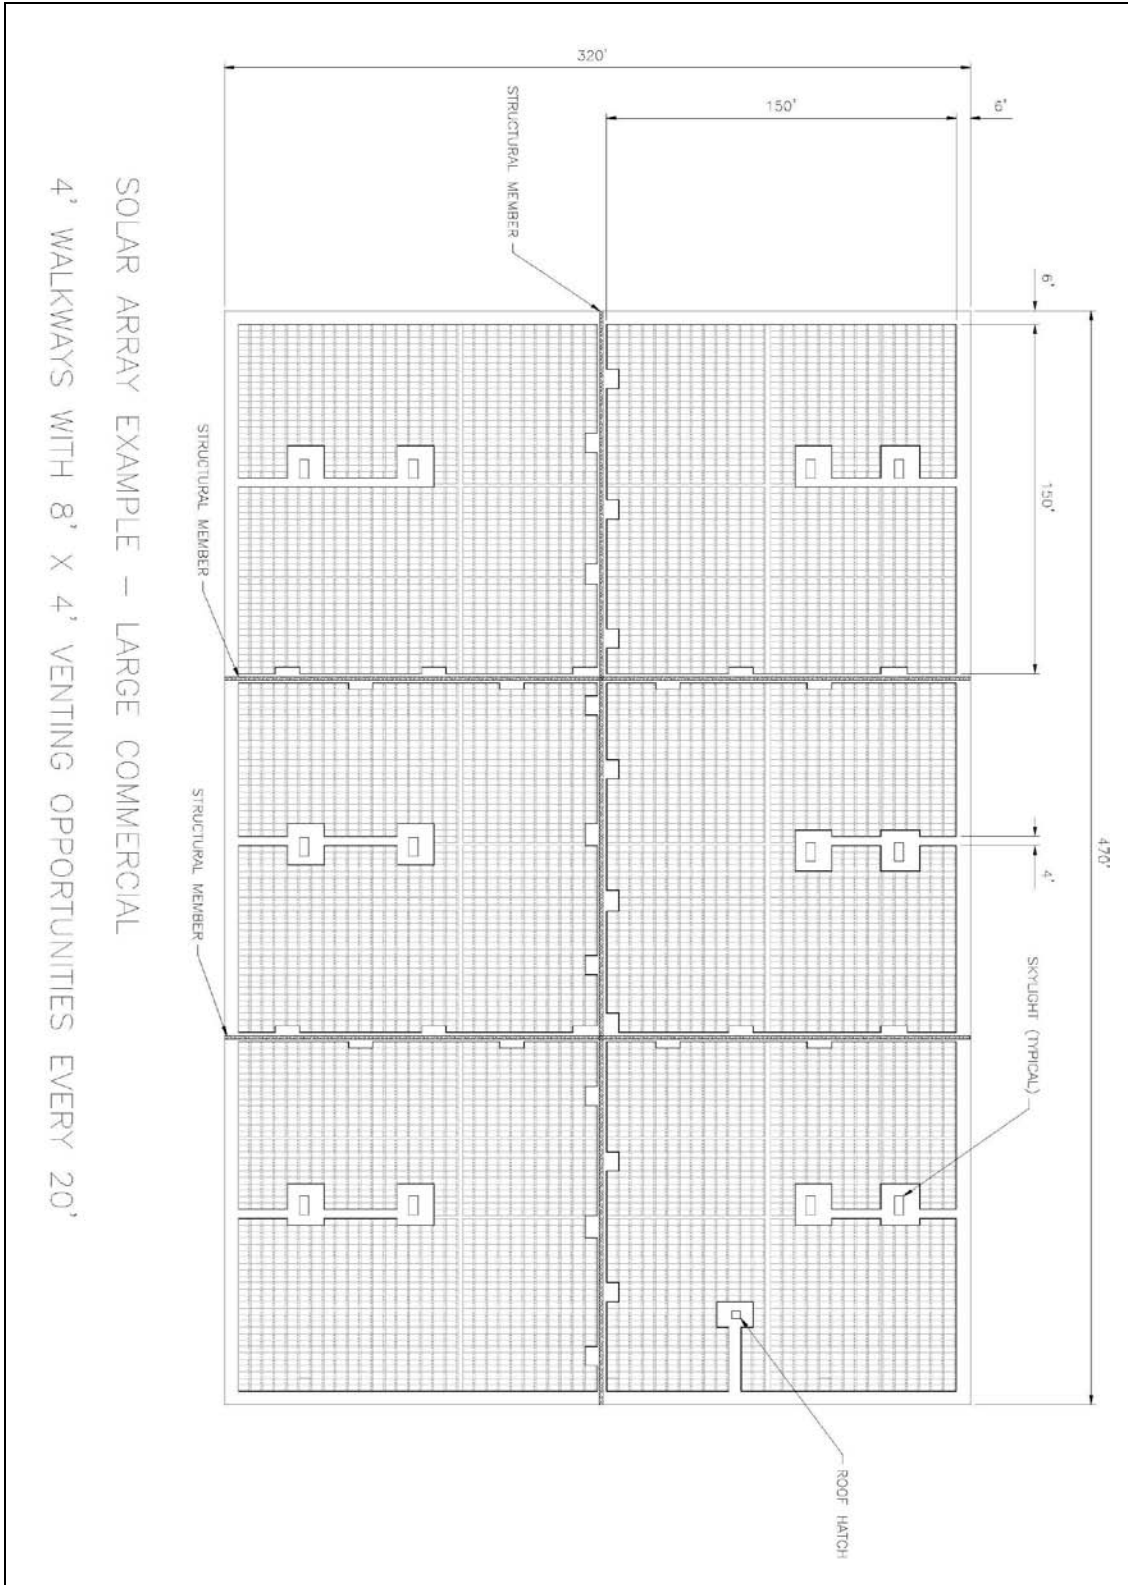 320'
150'
6'
STRUCTURAL MEMBER
6'
150'
470'
4'
SKYLIGHT (TYPICAL)
ROOF HATCH
STRUCTURAL MEMBER
STRUCTURAL MEMBER
SOLAR ARRAY EXAMPLE – LARGE COMMERCIAL
4' WALKWAYS WITH 8' X 4' VENTING OPPORTUNITIES EVERY 20'